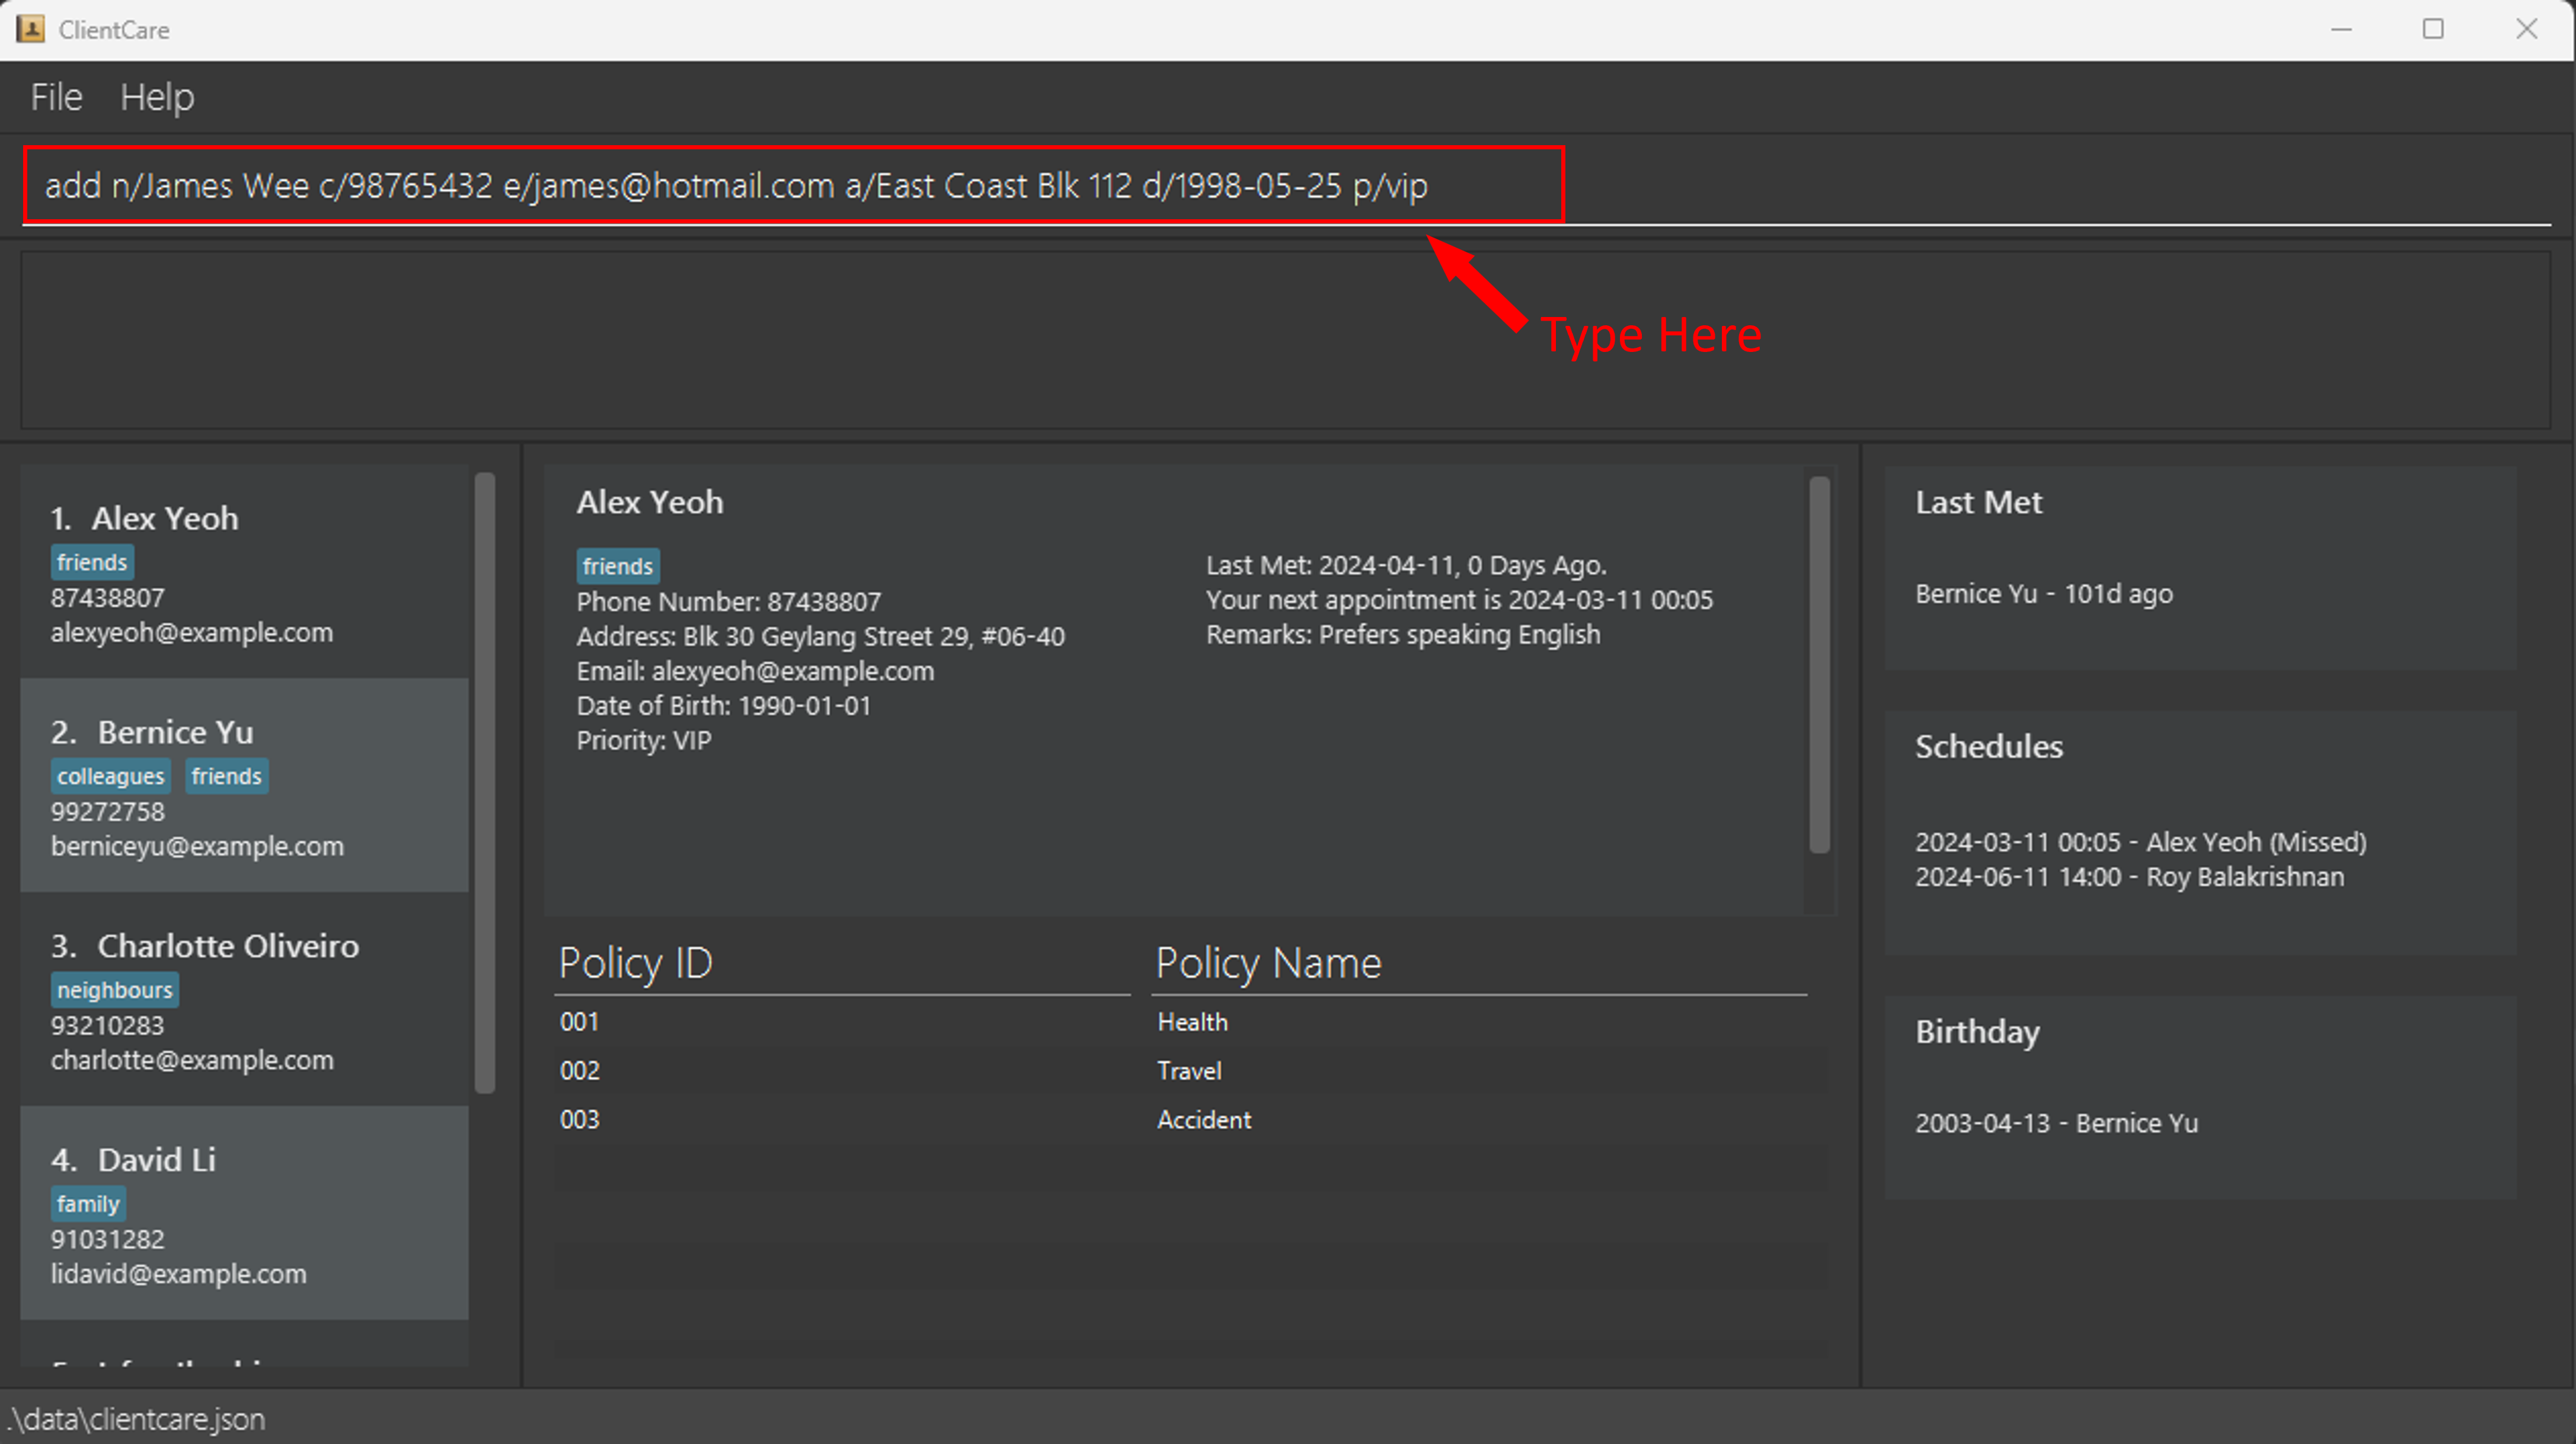 ClientCare
File Help
add n/James Wee c/98765432 e/james@hotmail.com a/East Coast Blk 112 d/1998-05-25 p/vip
Type Here
1. Alex Yeoh
friends
87438807
alexyeoh@example.com
2. Bernice Yu
colleagues friends
99272758
berniceyu@example.com
3. Charlotte Oliveiro
neighbours
93210283
charlotte@example.com
4. David Li
family
91031282
lidavid@example.com
Alex Yeoh
friends
Phone Number: 87438807
Address: Blk 30 Geylang Street 29, #06-40
Email: alexyeoh@example.com
Date of Birth: 1990-01-01
Priority: VIP
Last Met: 2024-04-11, 0 Days Ago.
Your next appointment is 2024-03-11 00:05
Remarks: Prefers speaking English
Policy ID Policy Name
001 Health
002 Travel
003 Accident
Last Met
Bernice Yu - 101d ago
Schedules
2024-03-11 00:05 - Alex Yeoh (Missed)
2024-06-11 14:00 - Roy Balakrishnan
Birthday
2003-04-13 - Bernice Yu
.\data\clientcare.json